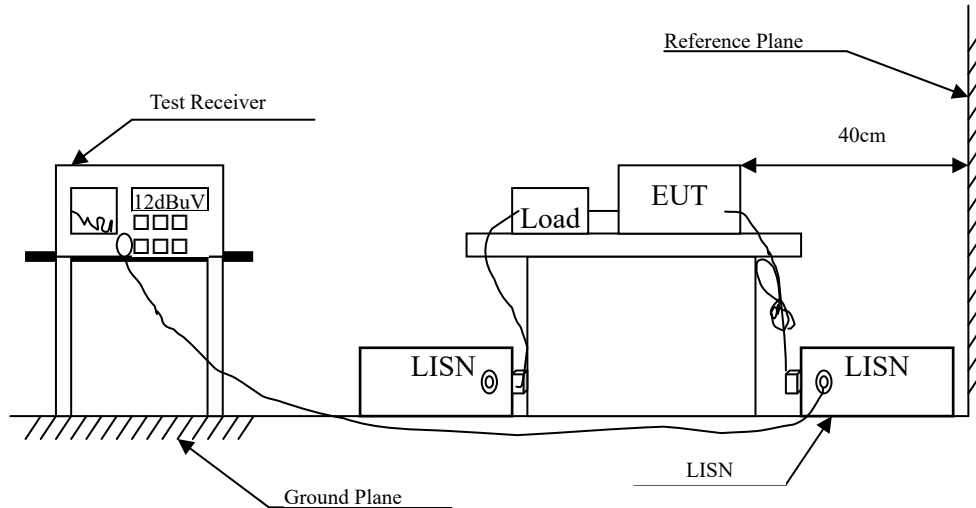 Reference Plane
Test Receiver
40cm
12dBuV
EUT
Load
LISN
LISN
LISN
Ground Plane